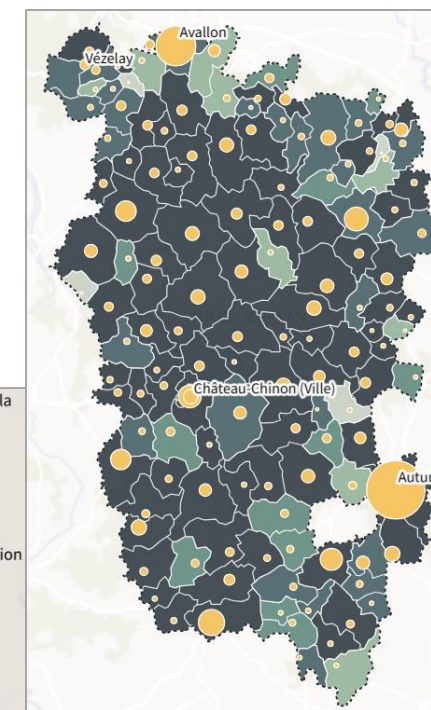 Avallon
Vézelay
la
Château-Chinon (Ville)
Autun
ion